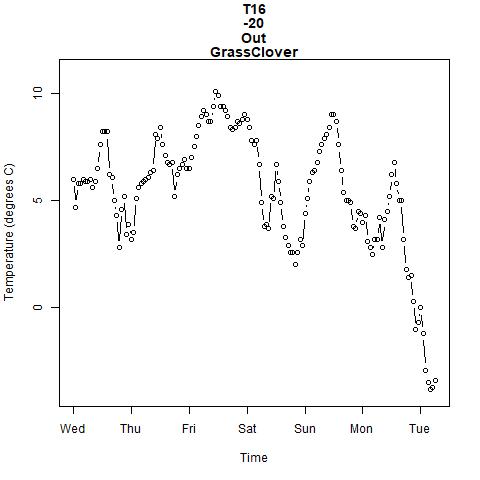 T16
-20
Out
GrassClover
Temperature (degrees C)
10
5
0
Wed Thu Fri Sat Sun Mon Tue
Time